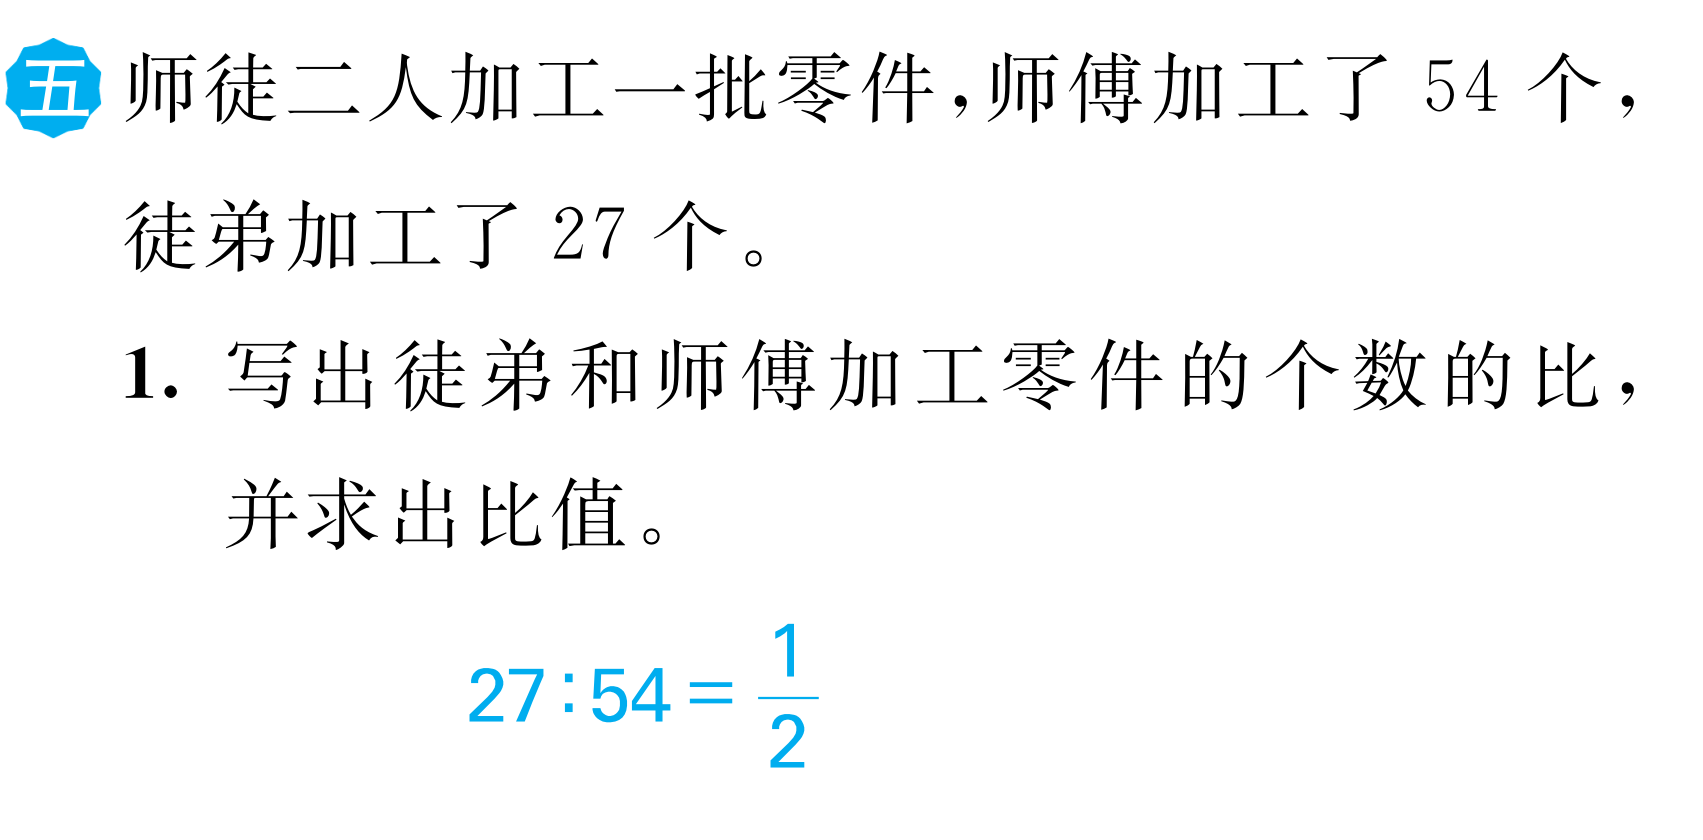 五 师徒二人加工一批零件,师傅加工了 54 个,
徒弟加工了 27 个。
1. 写出徒弟和师傅加工零件的个数的比,
并求出比值。
27∶54=1/2